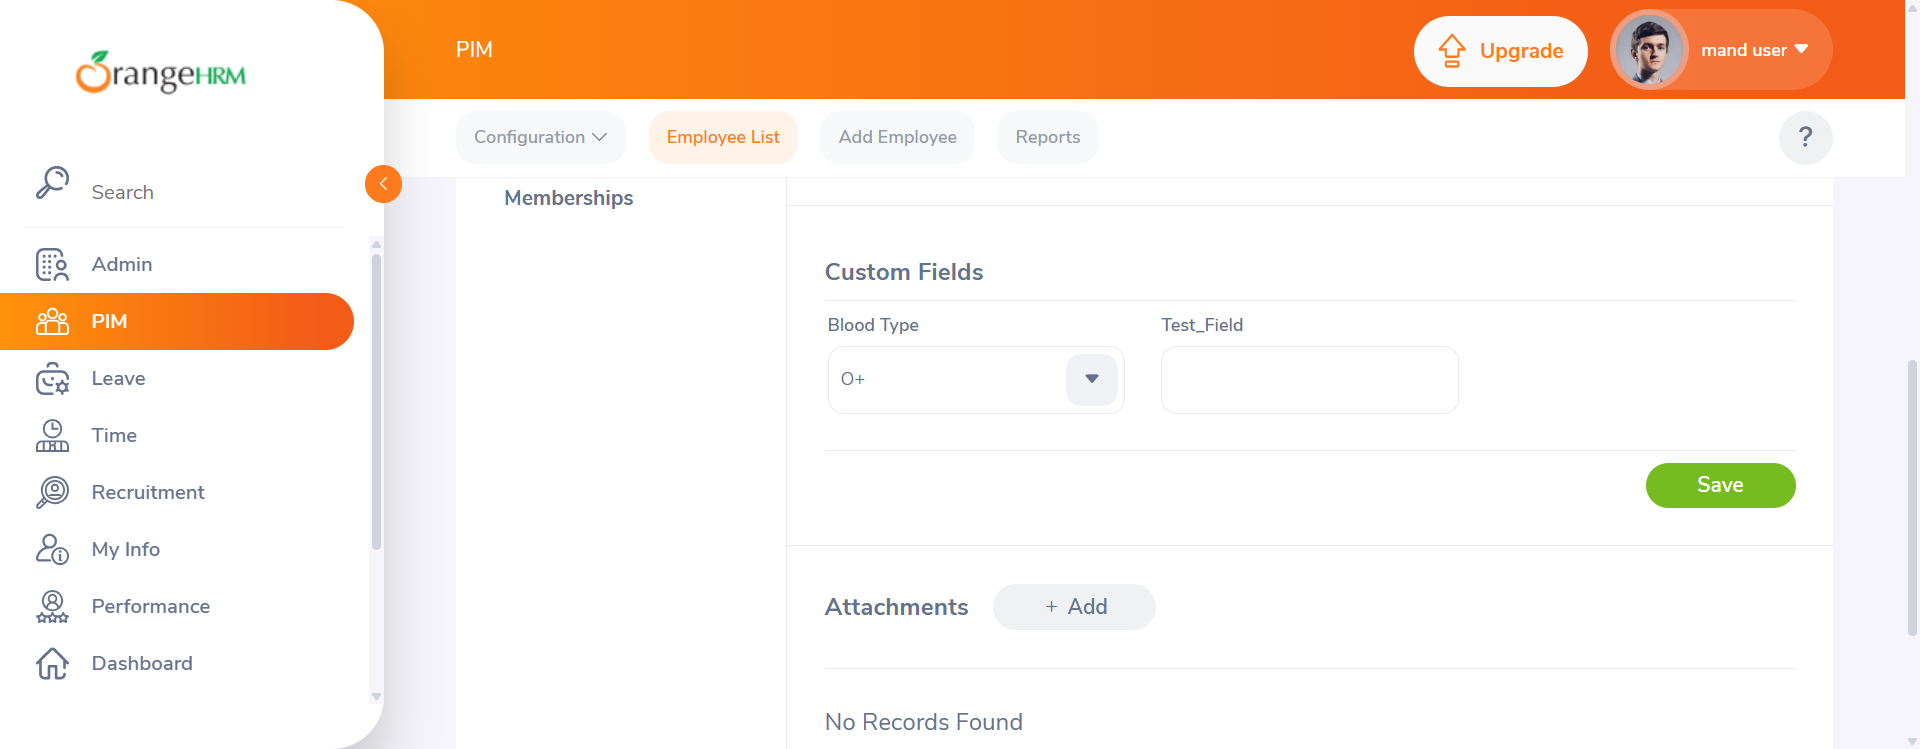 OrangeHRM
PIM
Upgrade
mand user
Configuration
Employee List
Add Employee
Reports
?
Search
Admin
PIM
Leave
Time
Recruitment
My Info
Performance
Dashboard
Memberships
Custom Fields
Blood Type
Test_Field
O+
Save
Attachments
+ Add
No Records Found